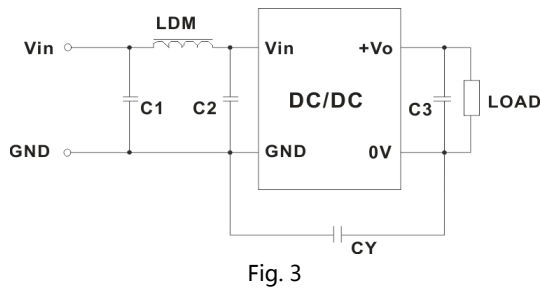 LDM
Vin
Vin
+Vo
C1
C2
DC/DC
C3
LOAD
GND
GND
0V
CY
Fig. 3